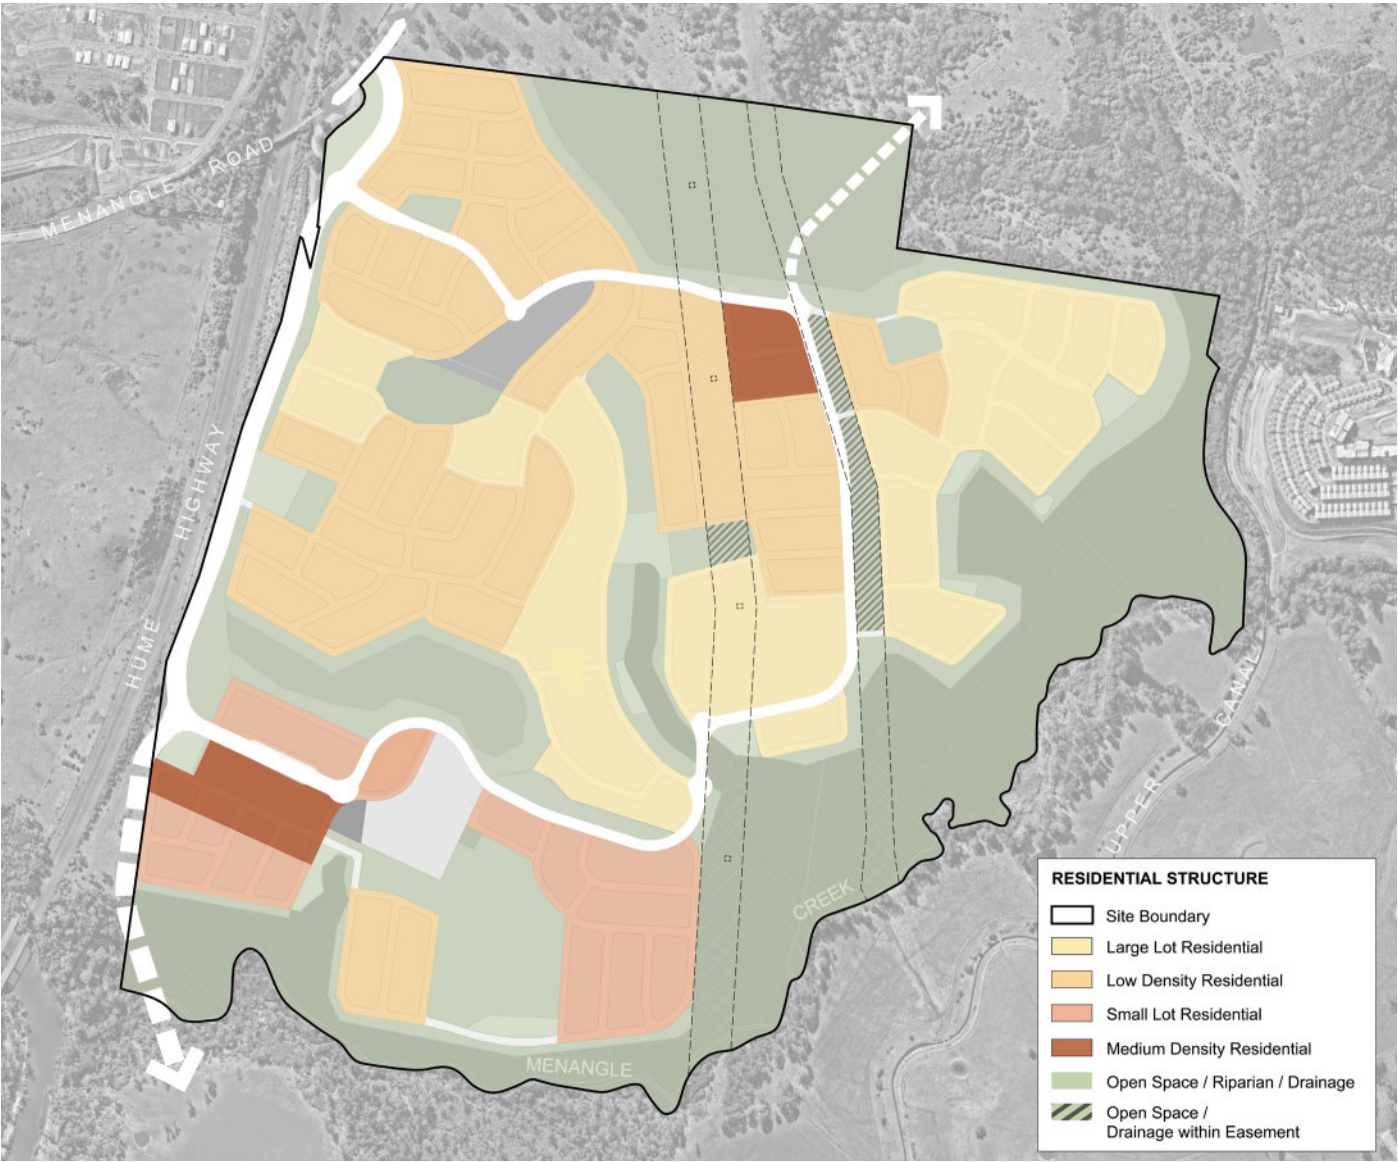 MENANGLE ROAD
HUME HIGHWAY
UPPER CANAL
CREEK
MENANGLE
RESIDENTIAL STRUCTURE
Site Boundary
Large Lot Residential
Low Density Residential
Small Lot Residential
Medium Density Residential
Open Space / Riparian / Drainage
Open Space /
Drainage within Easement